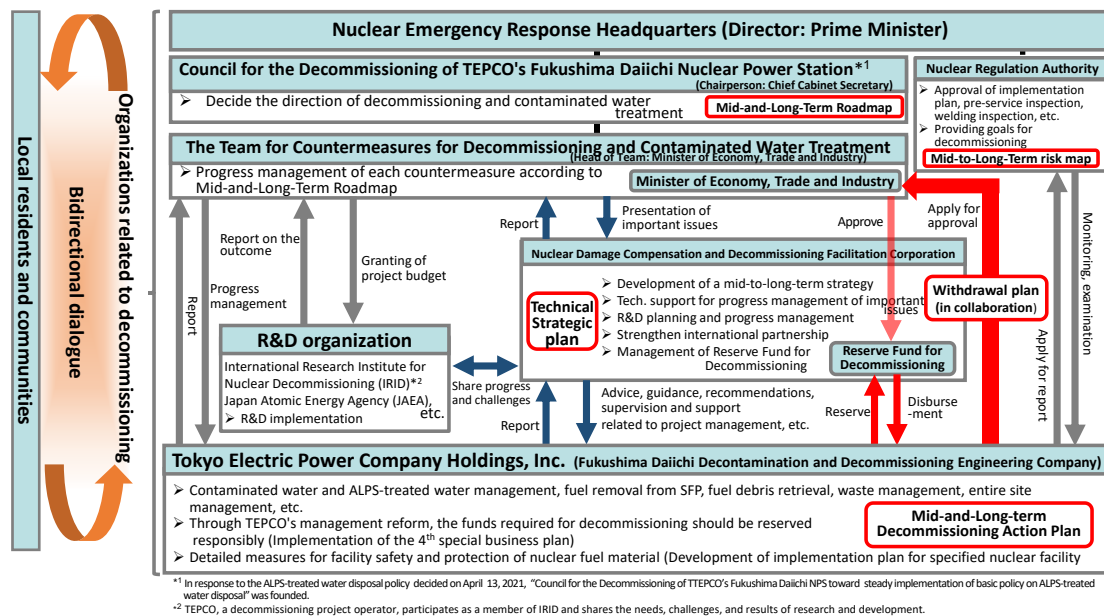 Local residents and communities
Bidirectional dialogue
Organizations related to decommissioning
Nuclear Emergency Response Headquarters (Director: Prime Minister)
Council for the Decommissioning of TEPCO's Fukushima Daiichi Nuclear Power Station*1
(Chairperson: Chief Cabinet Secretary)
➢ Decide the direction of decommissioning and contaminated water
treatment
Mid-and-Long-Term Roadmap
Nuclear Regulation Authority
➢ Approval of implementation
plan, pre-service inspection,
welding inspection, etc.
➢ Providing goals for
decommissioning
Mid-to-Long-Term risk map
The Team for Countermeasures for Decommissioning and Contaminated Water Treatment
(Head of Team: Minister of Economy, Trade and Industry)
➢ Progress management of each countermeasure according to
Mid-and-Long-Term Roadmap
Minister of Economy, Trade and Industry
Report
Progress
management
Report on the
outcome
Granting of
project budget
Report
Presentation of
important issues
Approve
Apply for
approval
Nuclear Damage Compensation and Decommissioning Facilitation Corporation
Technical
Strategic
plan
➢ Development of a mid-to-long-term strategy
➢ Tech. support for progress management of important
issues
➢ R&D planning and progress management
➢ Strengthen international partnership
➢ Management of Reserve Fund for
Decommissioning
Reserve Fund for
Decommissioning
Withdrawal plan
(in collaboration)
Monitoring, examination
Apply for report
R&D organization
International Research Institute for
Nuclear Decommissioning (IRID)*2
Japan Atomic Energy Agency (JAEA),
etc.
➢ R&D implementation
Share progress
and challenges
Report
Advice, guidance, recommendations,
supervision and support
related to project management, etc.
Reserve
Disburse
-ment
Tokyo Electric Power Company Holdings, Inc. (Fukushima Daiichi Decontamination and Decommissioning Engineering Company)
➢ Contaminated water and ALPS-treated water management, fuel removal from SFP, fuel debris retrieval, waste management, entire site
management, etc.
➢ Through TEPCO's management reform, the funds required for decommissioning should be reserved
responsibly (Implementation of the 4th special business plan)
➢ Detailed measures for facility safety and protection of nuclear fuel material (Development of implementation plan for specified nuclear facility
Mid-and-Long-term
Decommissioning Action Plan
*1 In response to the ALPS-treated water disposal policy decided on April 13, 2021, "Council for the Decommissioning of TTEPCO's Fukushima Daiichi NPS toward steady implementation of basic policy on ALPS-treated
water disposal" was founded.
*2 TEPCO, a decommissioning project operator, participates as a member of IRID and shares the needs, challenges, and results of research and development.